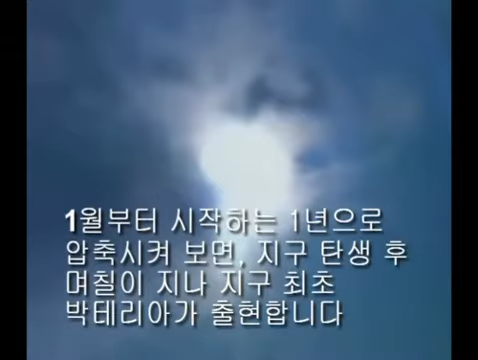 1월부터 시작하는 1년으로
압축시켜 보면, 지구 탄생 후
며칠이 지나 지구 최초
박테리아가 출현합니다